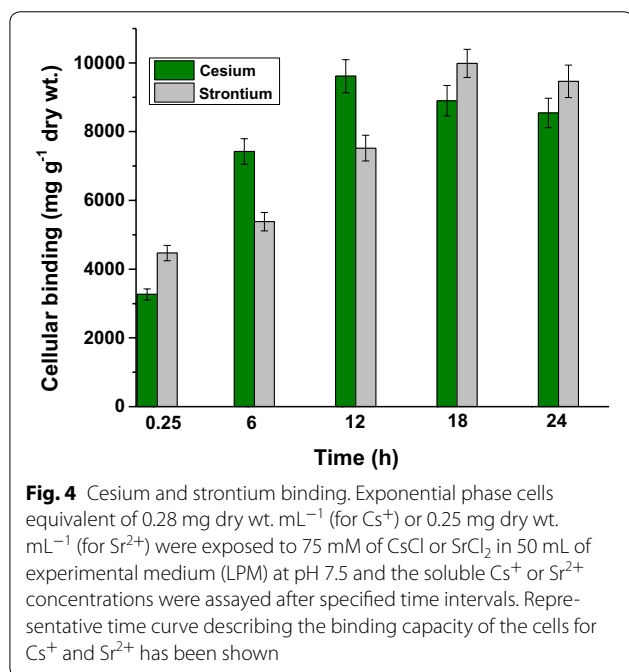 Cellular binding (mg g⁻¹ dry wt.)
10000
8000
6000
4000
2000
0
Cesium
Strontium
0.25 6 12 18 24
Time (h)
Fig. 4 Cesium and strontium binding. Exponential phase cells
equivalent of 0.28 mg dry wt. mL⁻¹ (for Cs⁺) or 0.25 mg dry wt.
mL⁻¹ (for Sr²⁺) were exposed to 75 mM of CsCl or SrCl₂ in 50 mL of
experimental medium (LPM) at pH 7.5 and the soluble Cs⁺ or Sr²⁺
concentrations were assayed after specified time intervals. Repre-
sentative time curve describing the binding capacity of the cells for
Cs⁺ and Sr²⁺ has been shown